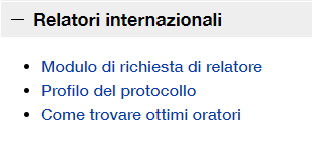 — Relatori internazionali
• Modulo di richiesta di relatore
• Profilo del protocollo
• Come trovare ottimi oratori